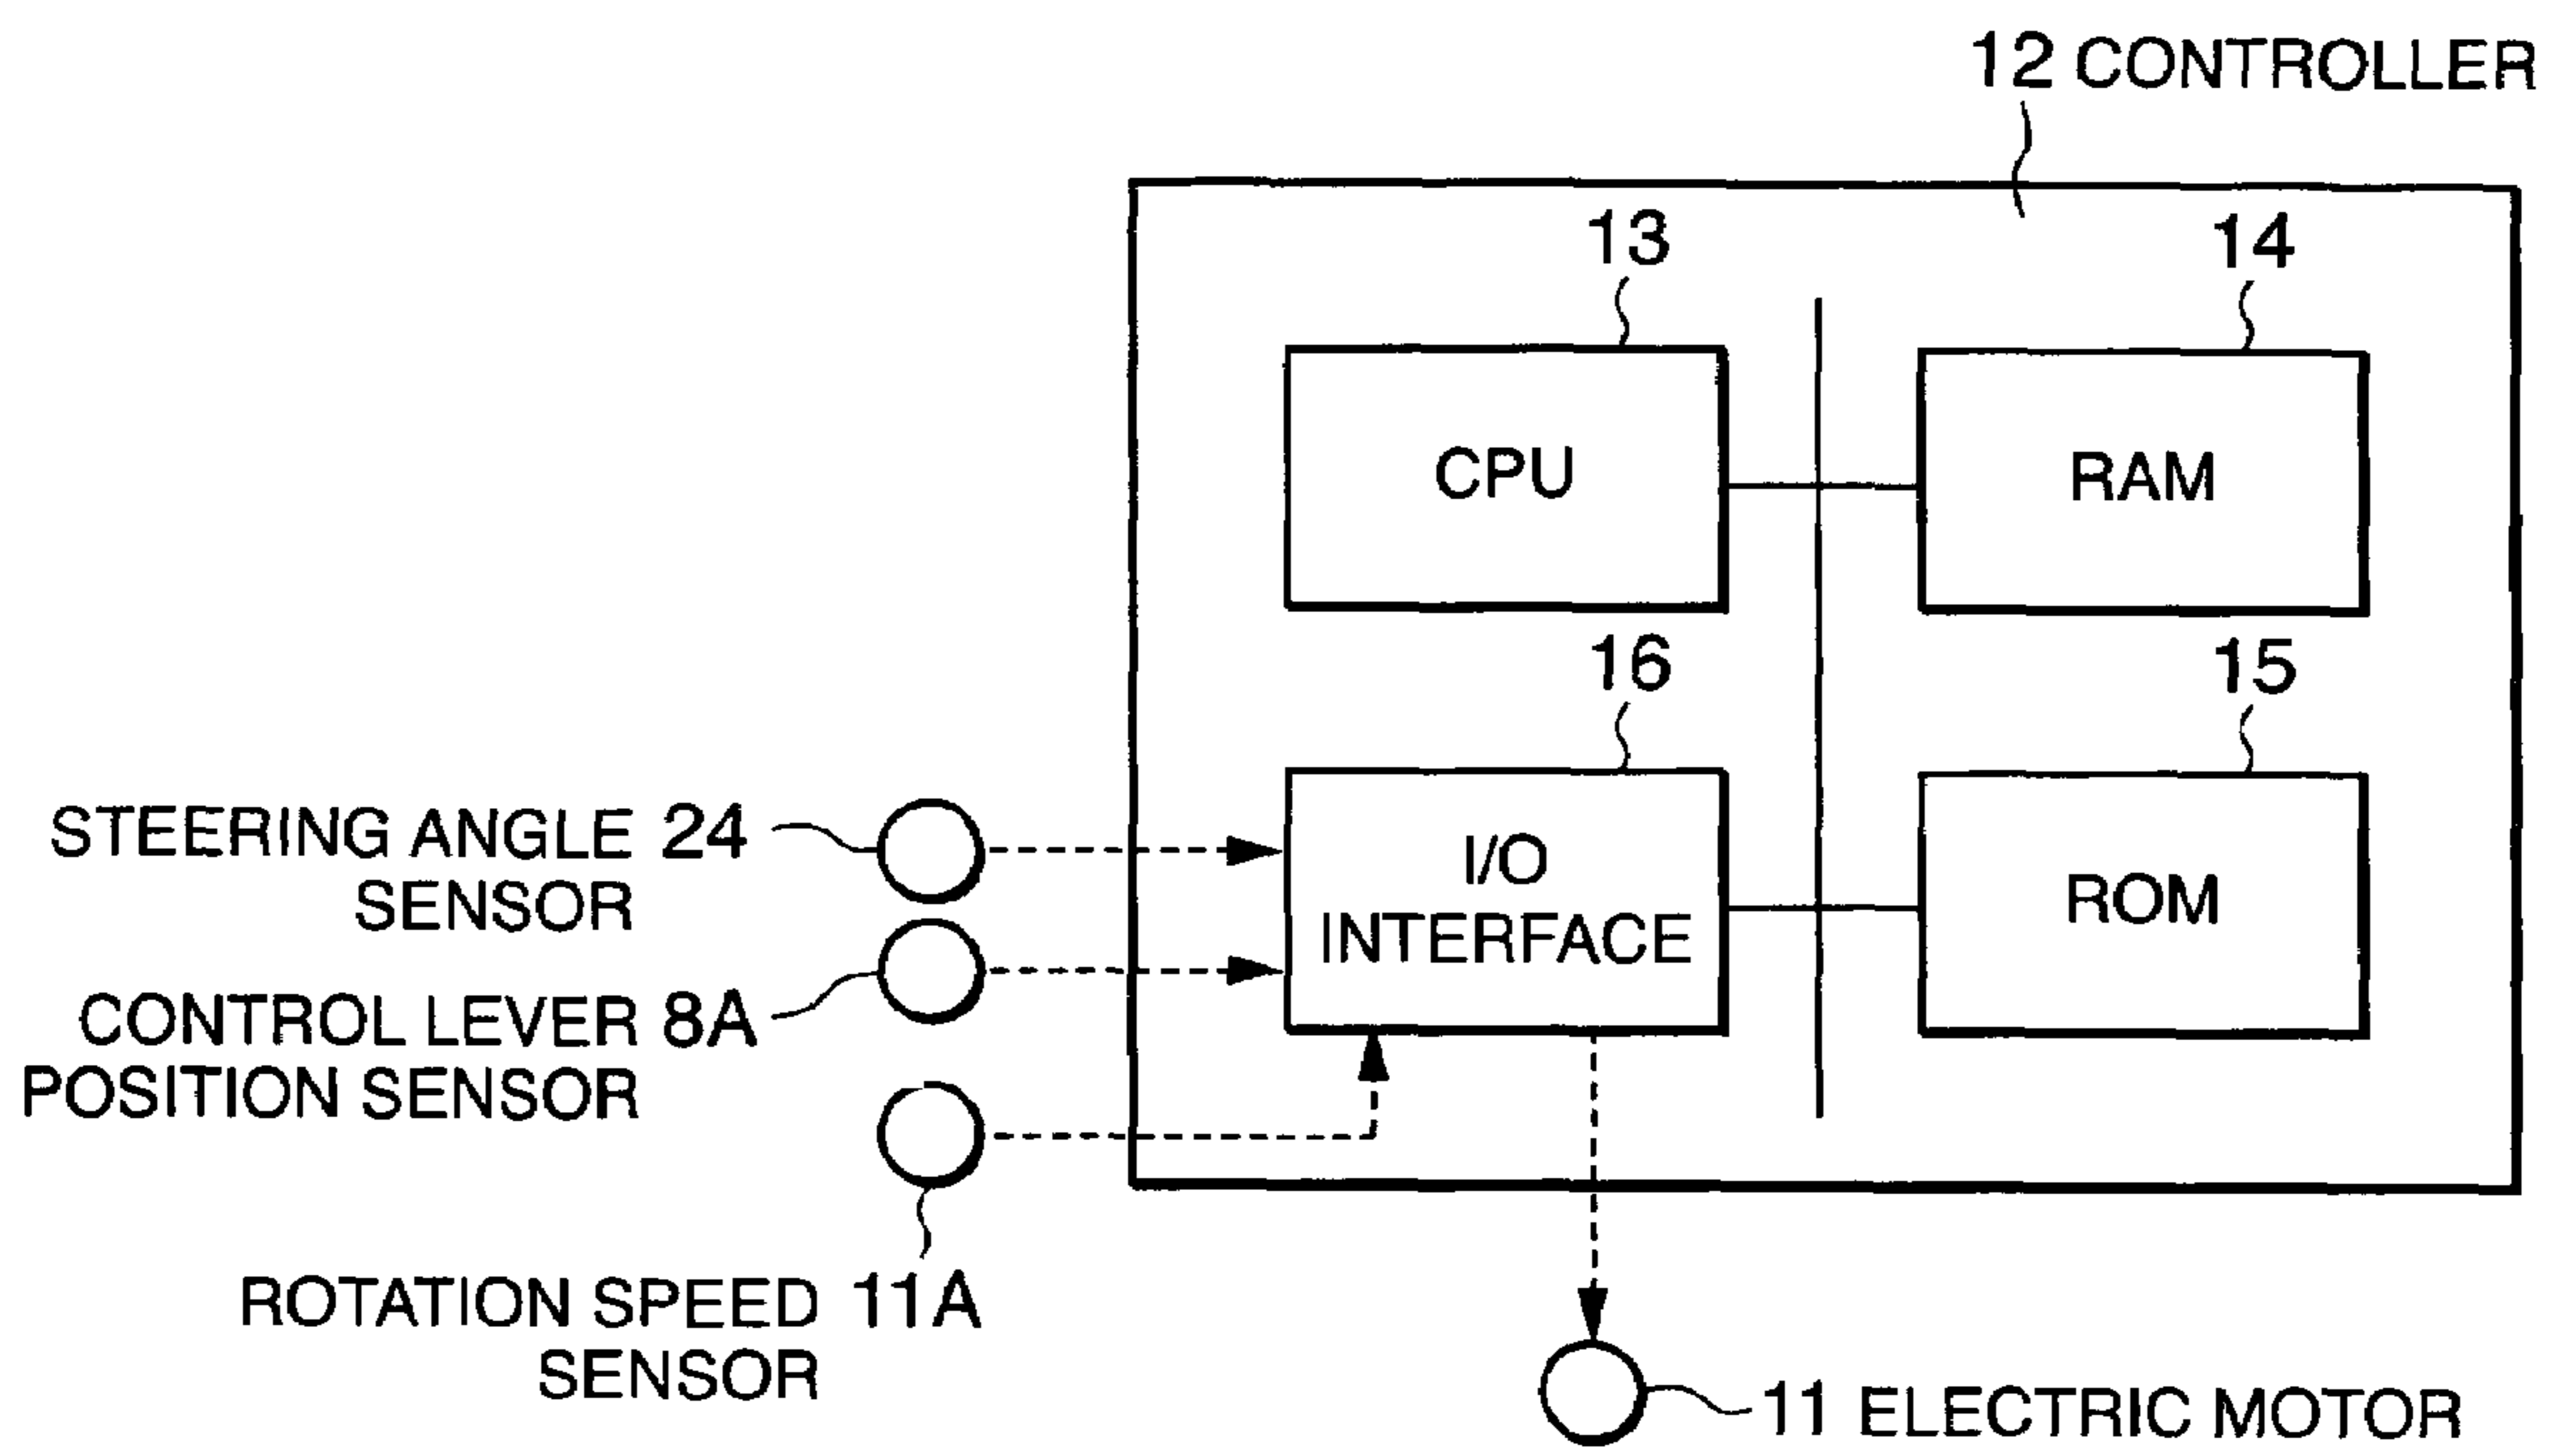 12 CONTROLLER
13
14
CPU
RAM
16
15
STEERING ANGLE 24
SENSOR
I/O
INTERFACE
ROM
CONTROL LEVER 8A
POSITION SENSOR
ROTATION SPEED 11A
SENSOR
11 ELECTRIC MOTOR